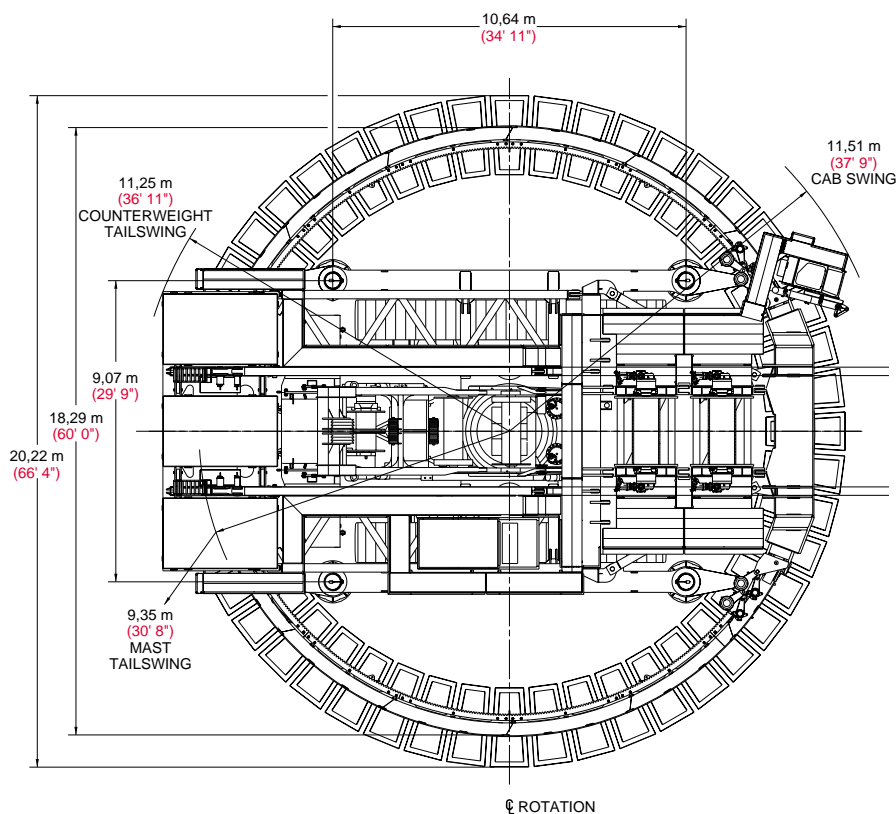 10,64 m
(34' 11")
11,51 m
(37' 9")
CAB SWING
11,25 m
(36' 11")
COUNTERWEIGHT
TAILSWING
9,07 m
(29' 9")
18,29 m
(60' 0")
20,22 m
(66' 4")
9,35 m
(30' 8")
MAST
TAILSWING
℄ ROTATION